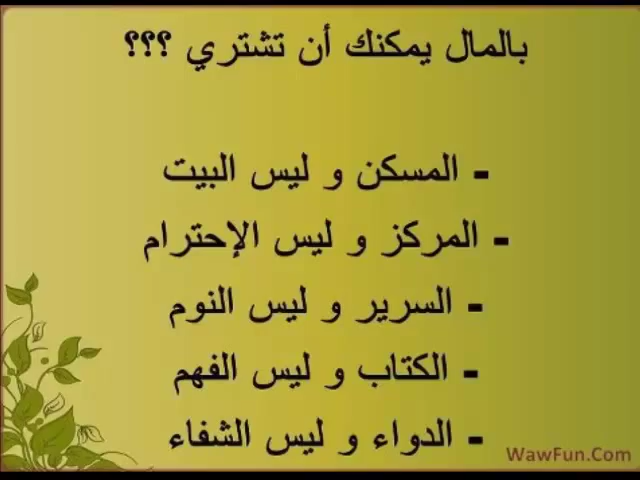 بالمال يمكنك أن تشتري ؟؟؟
- المسكن و ليس البيت
- المركز و ليس الإحترام
- السرير و ليس النوم
- الكتاب و ليس الفهم
- الدواء و ليس الشفاء
WawFun.Com